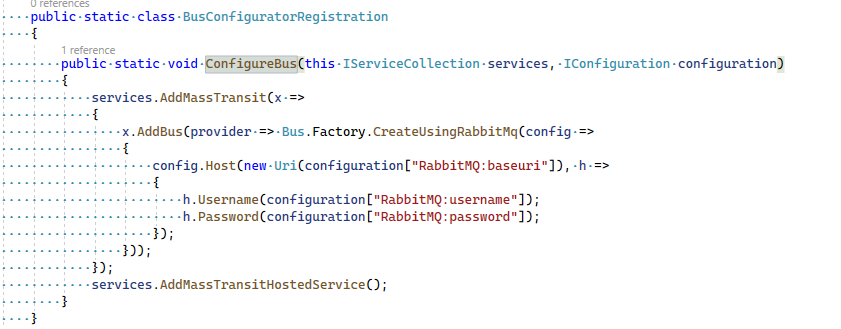 0 references
public static class BusConfiguratorRegistration
{
1 reference
public static void ConfigureBus(this IServiceCollection services, IConfiguration configuration)
{
services.AddMassTransit(x =>
{
x.AddBus(provider => Bus.Factory.CreateUsingRabbitMq(config =>
{
config.Host(new Uri(configuration["RabbitMQ:baseuri"]), h =>
{
h.Username(configuration["RabbitMQ:username"]);
h.Password(configuration["RabbitMQ:password"]);
});
}));
});
services.AddMassTransitHostedService();
}
}